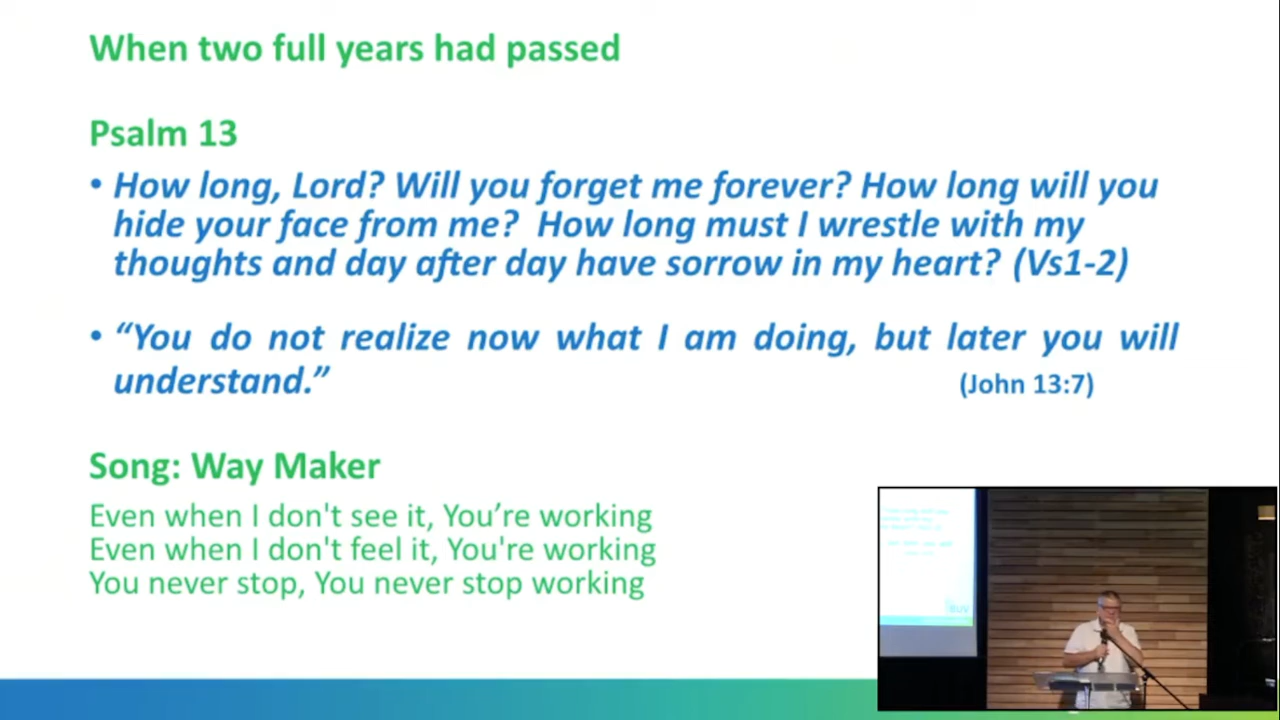 When two full years had passed
Psalm 13
• How long, Lord? Will you forget me forever? How long will you
hide your face from me?  How long must I wrestle with my
thoughts and day after day have sorrow in my heart? (Vs1-2)
• “You do not realize now what I am doing, but later you will
understand.” (John 13:7)
Song: Way Maker
Even when I don't see it, You’re working
Even when I don't feel it, You're working
You never stop, You never stop working